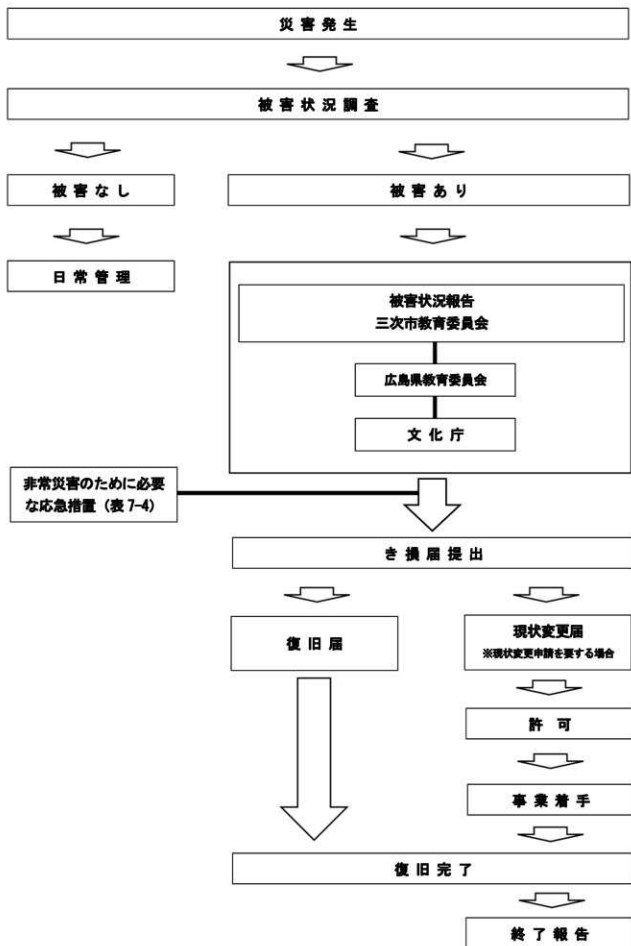 災害発生
被害状況調査
被害なし
被害あり
日常管理
被害状況報告
三次市教育委員会
広島県教育委員会
文化庁
非常災害のために必要
な応急措置（表 7-4）
き損届提出
復旧届
現状変更届
※現状変更申請を要する場合
許可
事業着手
復旧完了
終了報告